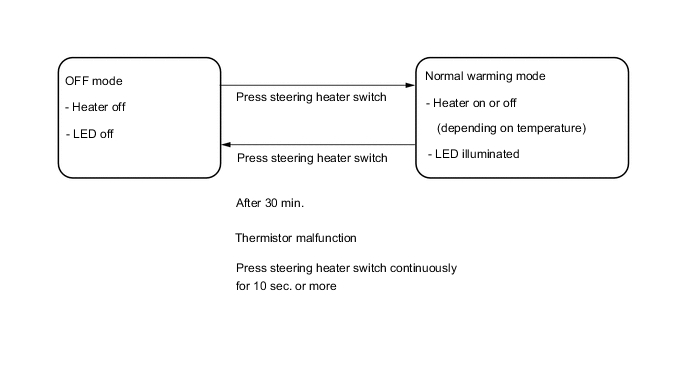 OFF mode
- Heater off
- LED off
Press steering heater switch
Press steering heater switch
After 30 min.
Thermistor malfunction
Press steering heater switch continuously
for 10 sec. or more
Normal warming mode
- Heater on or off
(depending on temperature)
- LED illuminated